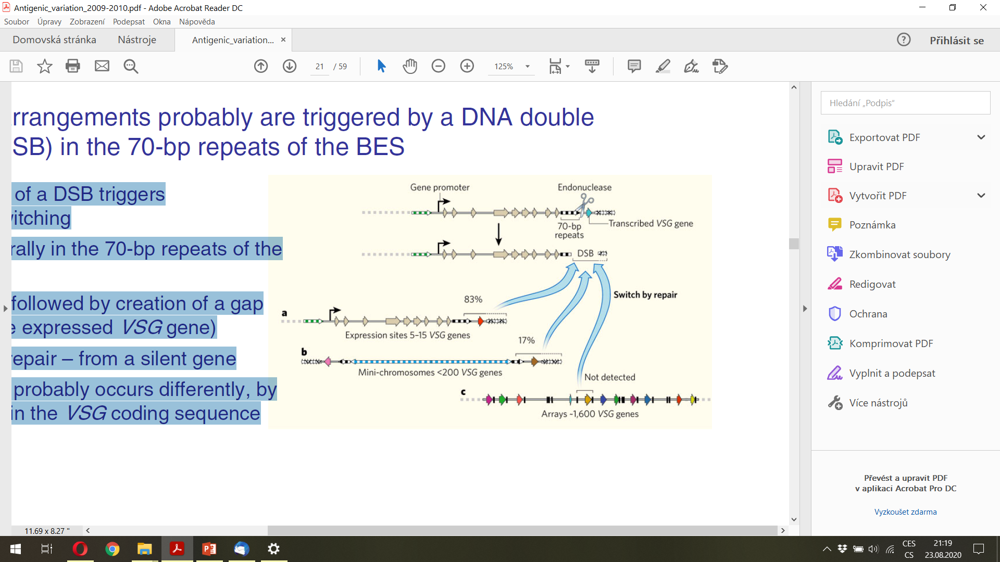 Antigenic_variation_2009-2010.pdf - Adobe Acrobat Reader DC
Soubor Úpravy Zobrazení Podepsat Okna Nápověda
Domovská stránka Nástroje Antigenic_variation... × Přihlásit se
21 / 59 125%
rrangements probably are triggered by a DNA double
SB) in the 70-bp repeats of the BES
of a DSB triggers
itching
rally in the 70-bp repeats of the
followed by creation of a gap
e expressed VSG gene)
repair – from a silent gene
probably occurs differently, by
in the VSG coding sequence
Gene promoter
Endonuclease
70-bp
repeats
Transcribed VSG gene
DSB
Switch by repair
83%
a
Expression sites 5–15 VSG genes
17%
b
Mini-chromosomes <200 VSG genes
Not detected
c
Arrays ~1,600 VSG genes
Hledání „Podpis“
Exportovat PDF
Upravit PDF
Vytvořit PDF
Poznámka
Zkombinovat soubory
Redigovat
Ochrana
Komprimovat PDF
Vyplnit a podepsat
Více nástrojů
Převést a upravit PDF
v aplikaci Acrobat Pro DC
Vyzkoušet zdarma
11.69 x 8.27 "
CES
CS
21:19
23.08.2020